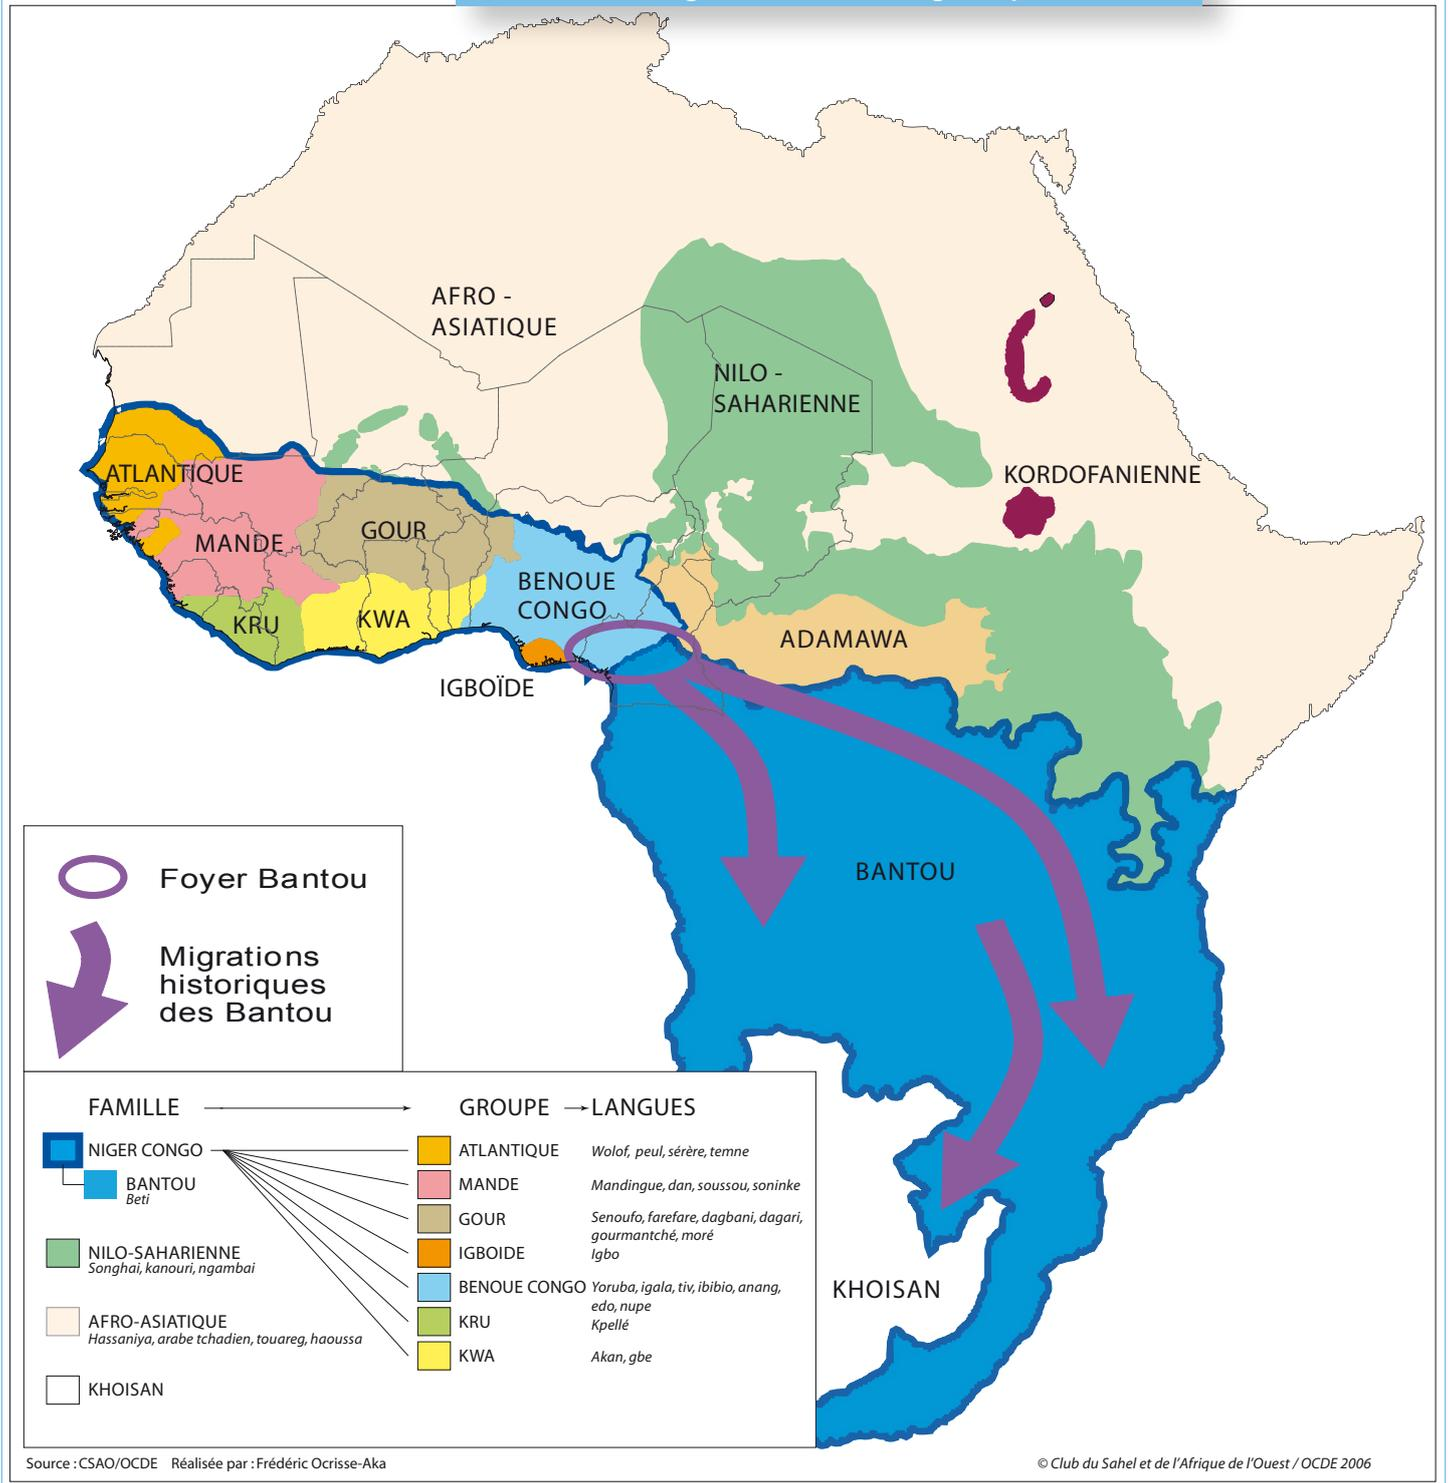 AFRO -
ASIATIQUE
NILO -
SAHARIENNE
KORDOFANIENNE
ATLANTIQUE
MANDE
GOUR
BENOUE
CONGO
KRU
KWA
ADAMAWA
IGBOÏDE
BANTOU
KHOISAN
Foyer Bantou
Migrations
historiques
des Bantou
FAMILLE GROUPE LANGUES
NIGER CONGO
BANTOU
Beti
NILO-SAHARIENNE
Songhai, kanouri, ngambai
AFRO-ASIATIQUE
Hassaniya, arabe tchadien, touareg, haoussa
KHOISAN
ATLANTIQUE Wolof, peul, sérère, temne
MANDE Mandingue, dan, soussou, soninke
GOUR Senoufo, farefare, dagbani, dagari,
gourmantché, moré
IGBOIDE Igbo
BENOUE CONGO Yoruba, igala, tiv, ibibio, anang,
edo, nupe
KRU Kpellé
KWA Akan, gbe
Source : CSAO/OCDE Réalisée par : Frédéric Ocrisse-Aka
© Club du Sahel et de l'Afrique de l'Ouest / OCDE 2006